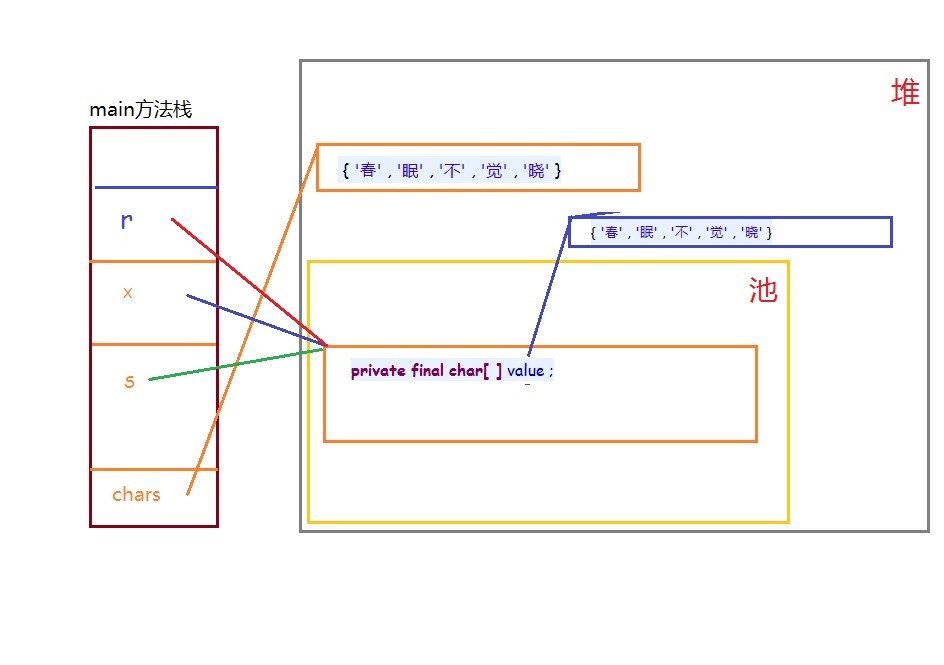 堆
main方法栈
{ '春' , '眠' , '不' , '觉' , '晓' }
r
{ '春' , '眠' , '不' , '觉' , '晓' }
池
x
private final char[ ] value ;
s
chars